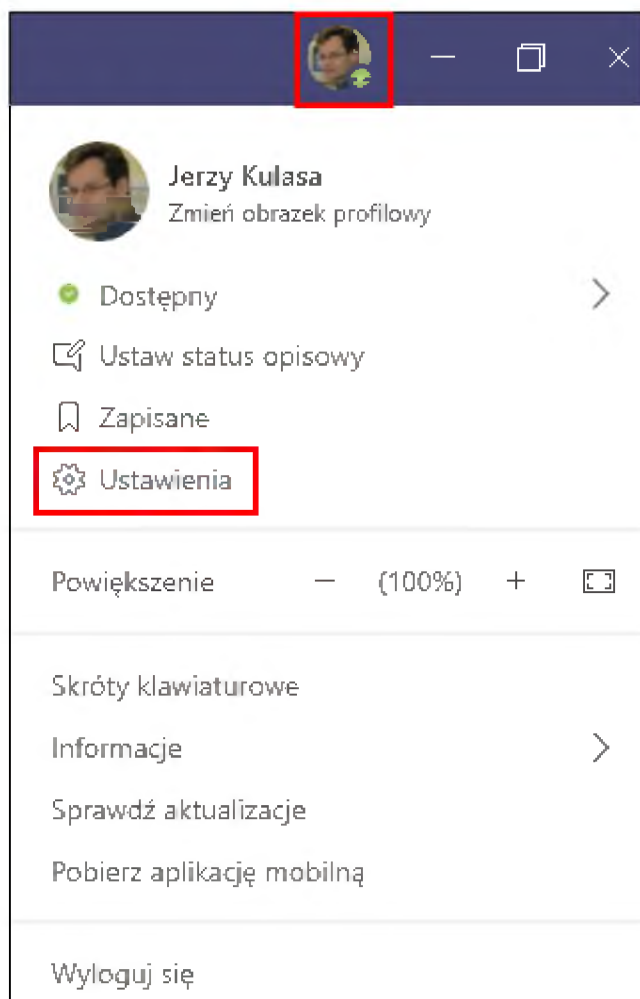 Jerzy Kulasa
Zmień obrazek profilowy
Dostępny
Ustaw status opisowy
Zapisane
Ustawienia
Powiększenie — (100%) +
Skróty klawiaturowe
Informacje
Sprawdź aktualizacje
Pobierz aplikację mobilną
Wyloguj się